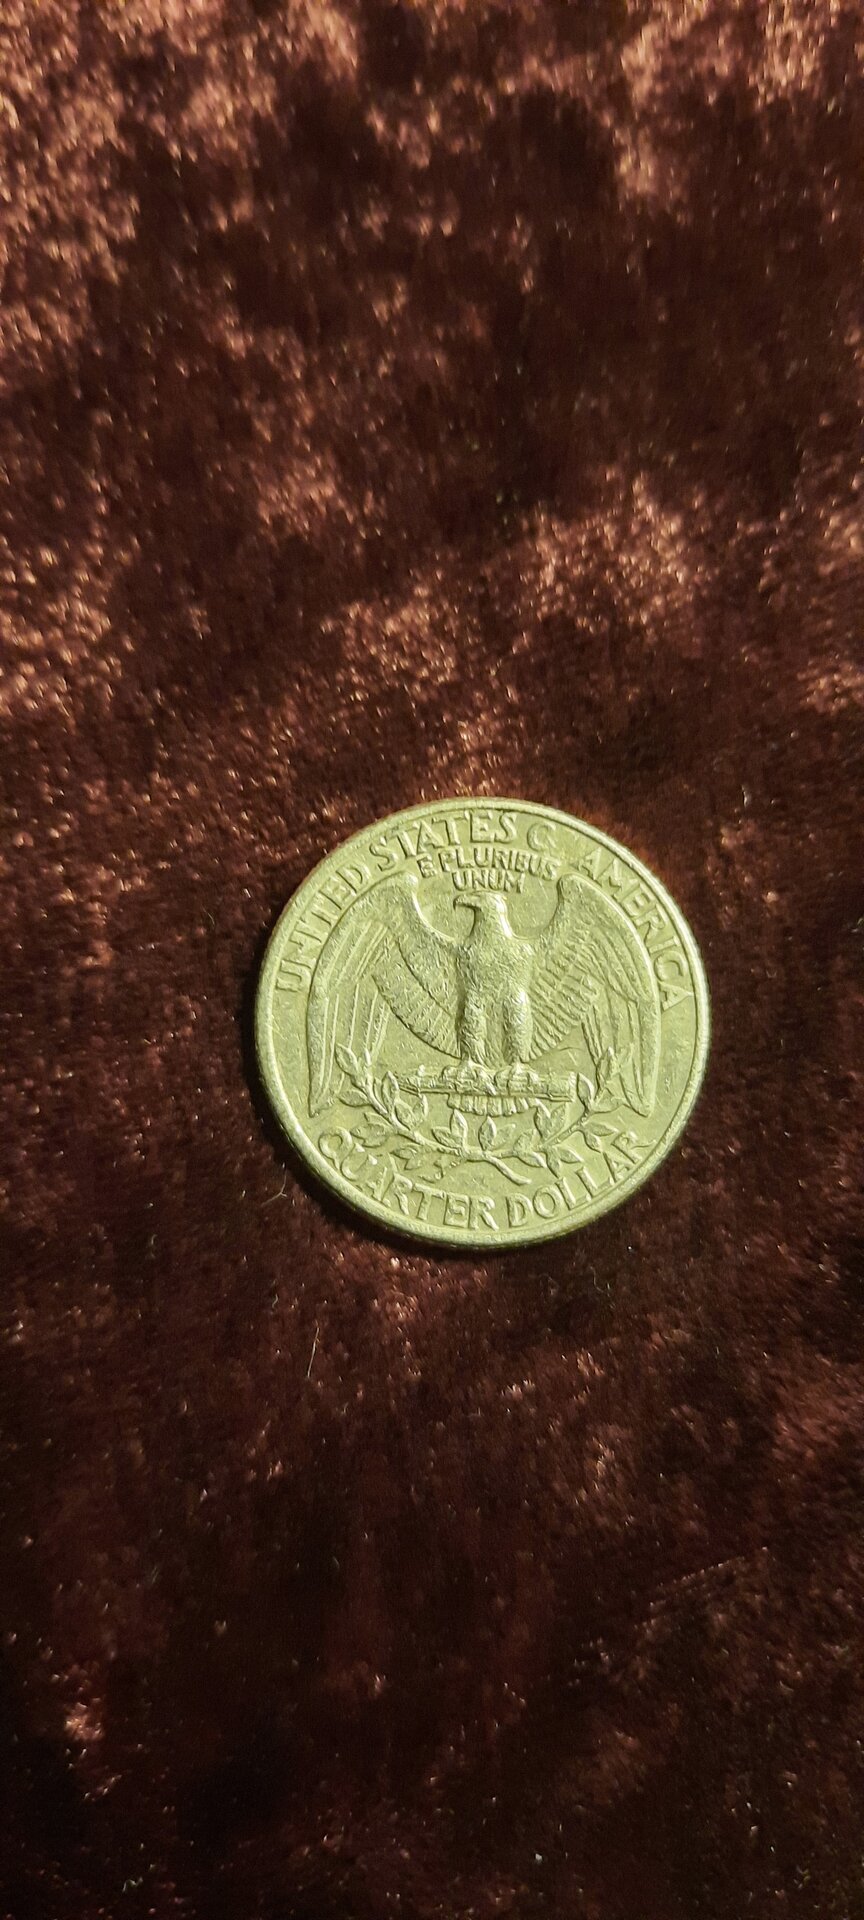 UNITED STATES OF AMERICA
E PLURIBUS
UNUM
QUARTER DOLLAR